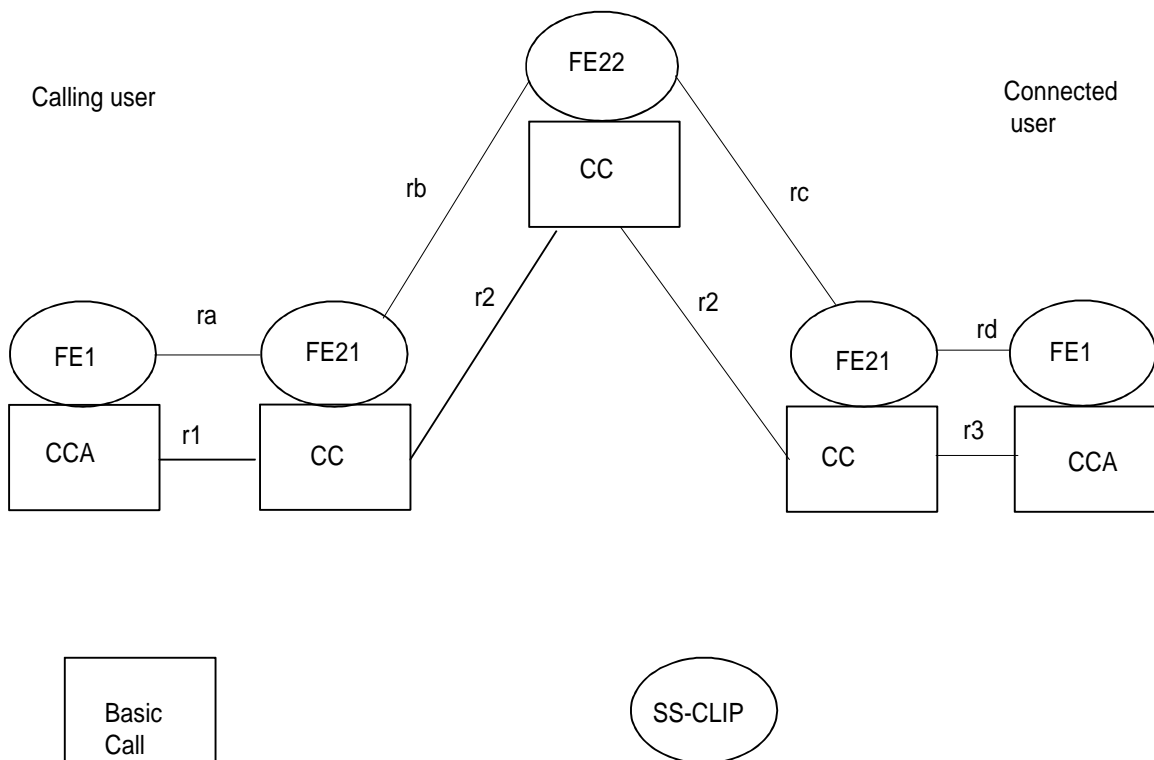 FE22
Calling user
Connected
user
CC
rb
rc
r2
r2
ra
rd
FE1
FE21
FE21
FE1
r1
r3
CCA
CC
CC
CCA
Basic
Call
SS-CLIP